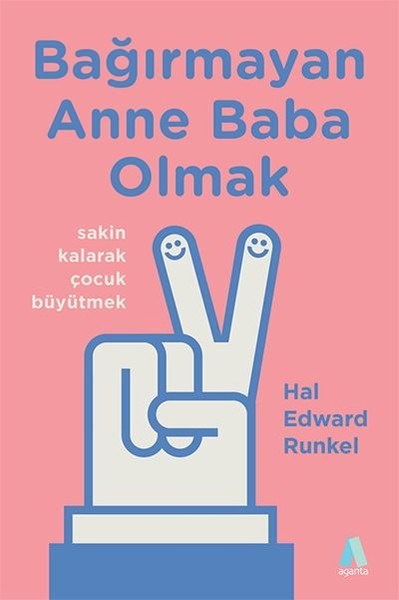 Bağırmayan
Anne Baba
Olmak
sakin
kalarak
çocuk
büyütmek
Hal
Edward
Runkel
aganta